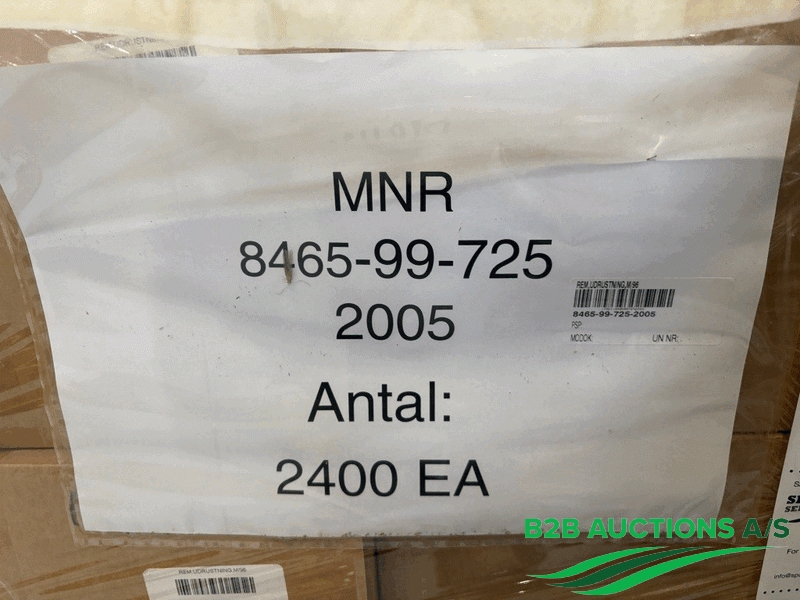 MNR
8465-99-725
2005
Antal:
2400 EA
REM,UDRUSTNING,M/96
8465-99-725-2005
PSP:
MODOK:
UN NR:
REM,UDRUSTNING,M/96
B2B AUCTIONS A/S
For